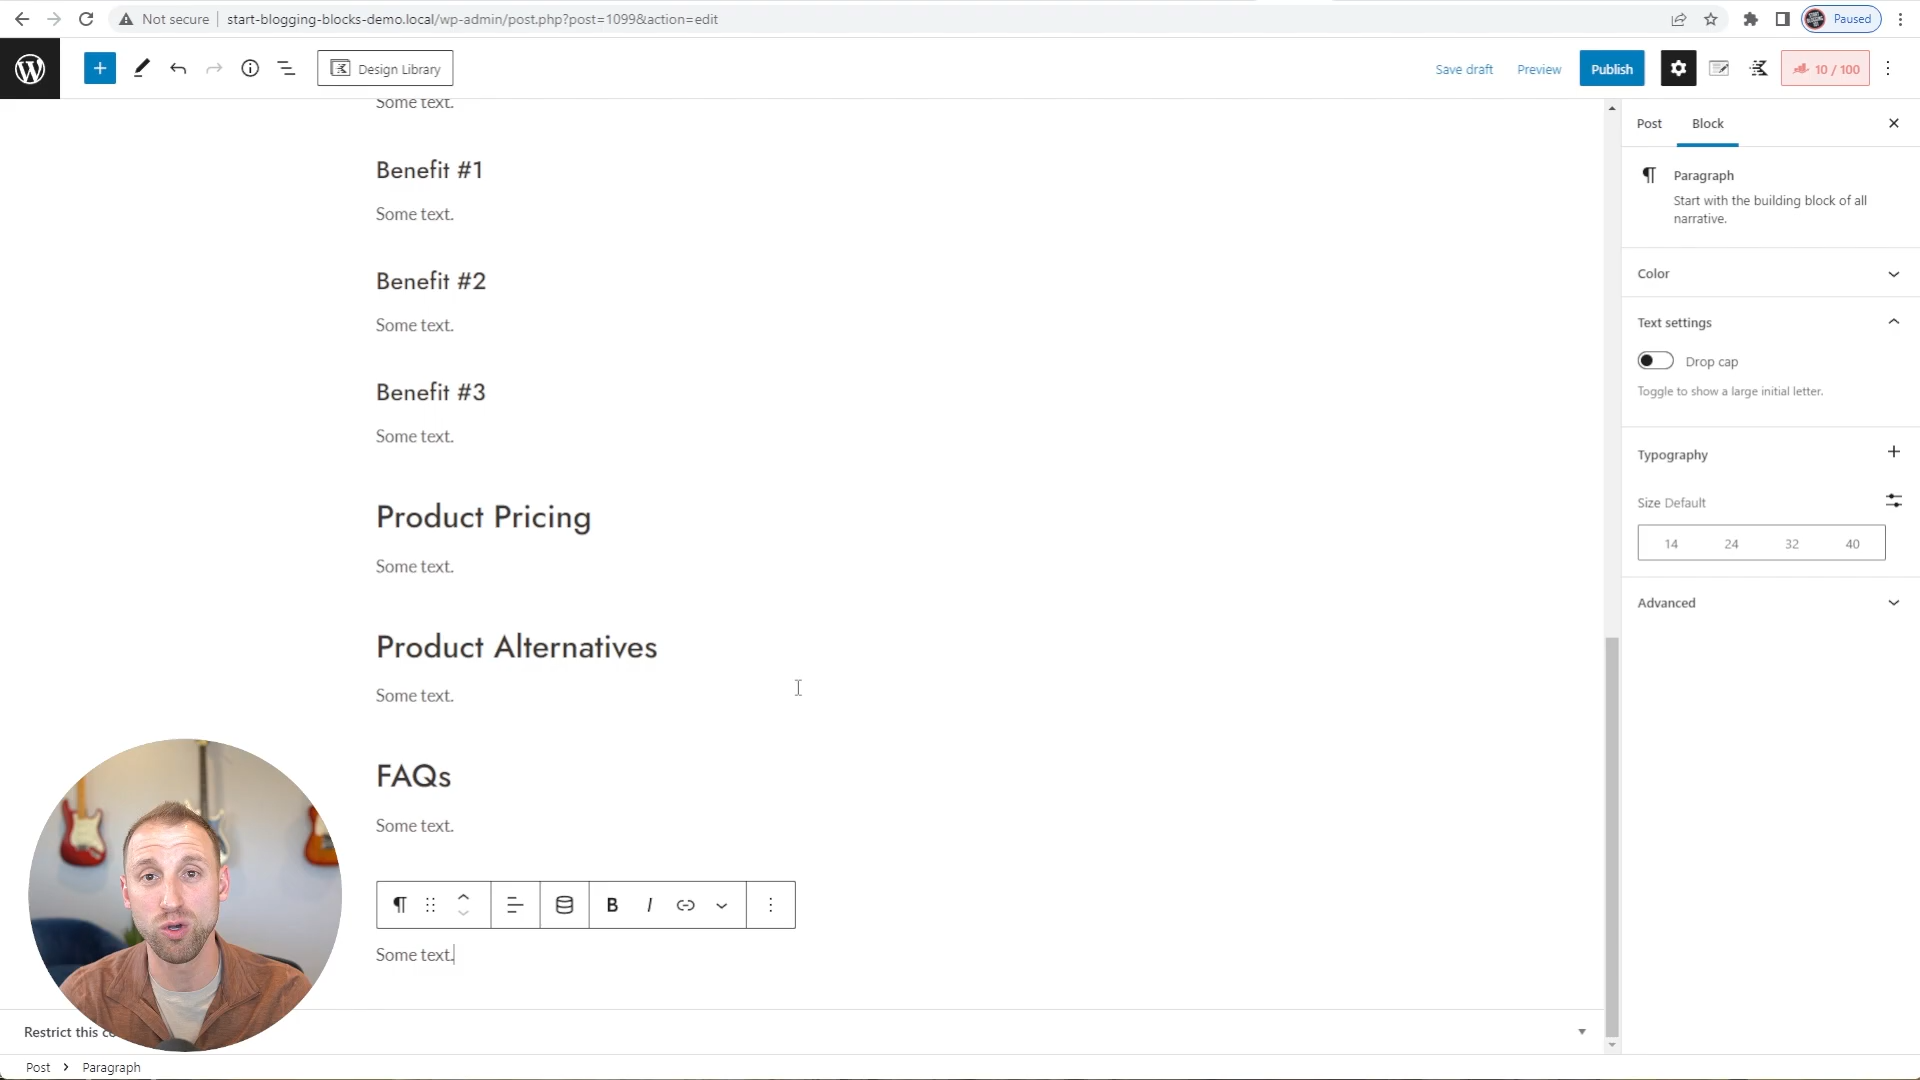 Not secure
start-blogging-blocks-demo.local/wp-admin/post.php?post=1099&action=edit
Paused
Design Library
Save draft
Preview
Publish
10 / 100
Some text.
Benefit #1
Some text.
Benefit #2
Some text.
Benefit #3
Some text.
Product Pricing
Some text.
Product Alternatives
Some text.
FAQs
Some text.
B I
Some text.
Restrict this
Post > Paragraph
Post
Block
Paragraph
Start with the building block of all
narrative.
Color
Text settings
Drop cap
Toggle to show a large initial letter.
Typography
Size Default
14 24 32 40
Advanced